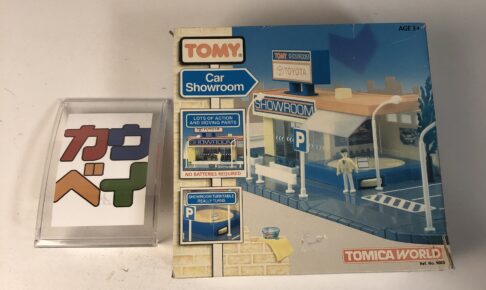 カウ
ベイ
AGE 3+
TOMY
Car
Showroom
LOTS OF ACTION
AND MOVING PARTS
SHOWROOM
NO BATTERIES REQUIRED
SHOWROOM TURNTABLE
REALLY TURNS
P
TOMY SHOWROOM
TOYOTA
SHOWROOM
P
TOMICA WORLD